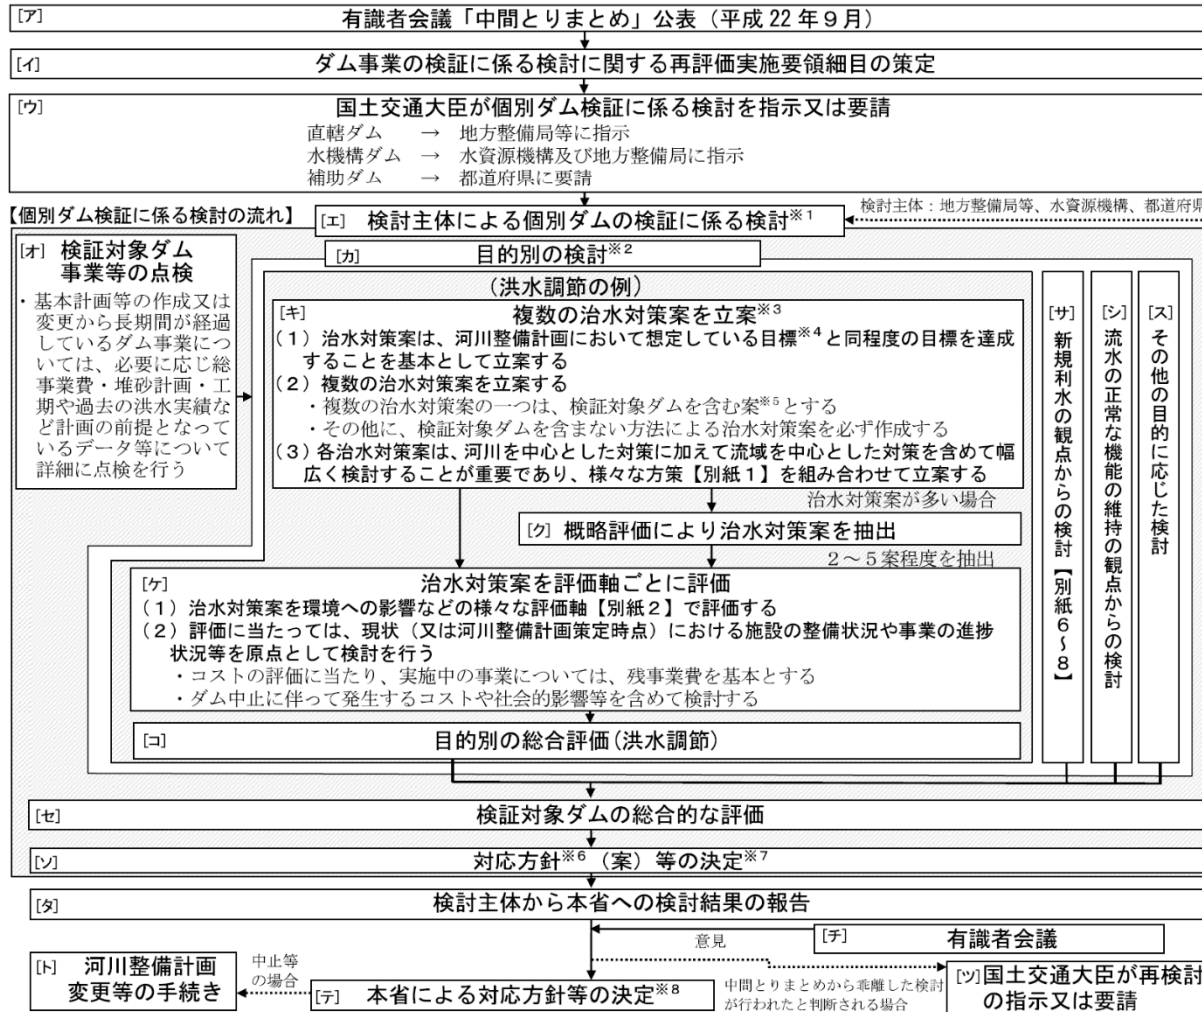 [ア] 有識者会議「中間とりまとめ」公表（平成22年９月）
[イ] ダム事業の検証に係る検討に関する再評価実施要領細目の策定
[ウ] 国土交通大臣が個別ダム検証に係る検討を指示又は要請
直轄ダム → 地方整備局等に指示
水機構ダム → 水資源機構及び地方整備局に指示
補助ダム → 都道府県に要請
【個別ダム検証に係る検討の流れ】
[エ] 検討主体による個別ダムの検証に係る検討※１
検討主体：地方整備局等、水資源機構、都道府県
[オ] 検証対象ダム
事業等の点検
・基本計画等の作成又は
変更から長期間が経過
しているダム事業につ
いては、必要に応じ総
事業費・堆砂計画・工
期や過去の洪水実績な
ど計画の前提となって
いるデータ等について
詳細に点検を行う
[カ] 目的別の検討※２
(洪水調節の例)
[キ] 複数の治水対策案を立案※３
(１) 治水対策案は、河川整備計画において想定している目標※４と同程度の目標を達成
することを基本として立案する
(２) 複数の治水対策案を立案する
・複数の治水対策案の一つは、検証対象ダムを含む案※５とする
・その他に、検証対象ダムを含まない方法による治水対策案を必ず作成する
(３) 各治水対策案は、河川を中心とした対策に加えて流域を中心とした対策を含めて幅
広く検討することが重要であり、様々な方策【別紙１】を組み合わせて立案する
治水対策案が多い場合
[ク] 概略評価により治水対策案を抽出
２～５案程度を抽出
[ケ] 治水対策案を評価軸ごとに評価
(１) 治水対策案を環境への影響などの様々な評価軸【別紙２】で評価する
(２) 評価に当たっては、現状（又は河川整備計画策定時点）における施設の整備状況や事業の進捗
状況等を原点として検討を行う
・コストの評価に当たり、実施中の事業については、残事業費を基本とする
・ダム中止に伴って発生するコストや社会的影響等を含めて検討する
[コ] 目的別の総合評価(洪水調節)
[サ] 新規利水の観点からの検討【別紙６～８】
[シ] 流水の正常な機能の維持の観点からの検討
[ス] その他の目的に応じた検討
[セ] 検証対象ダムの総合的な評価
[ソ] 対応方針※６（案）等の決定※７
[タ] 検討主体から本省への検討結果の報告
意見
[チ] 有識者会議
[ト] 河川整備計画
変更等の手続き
中止等
の場合
[テ] 本省による対応方針等の決定※８
中間とりまとめから乖離した検討
が行われたと判断される場合
[ツ] 国土交通大臣が再検討
の指示又は要請